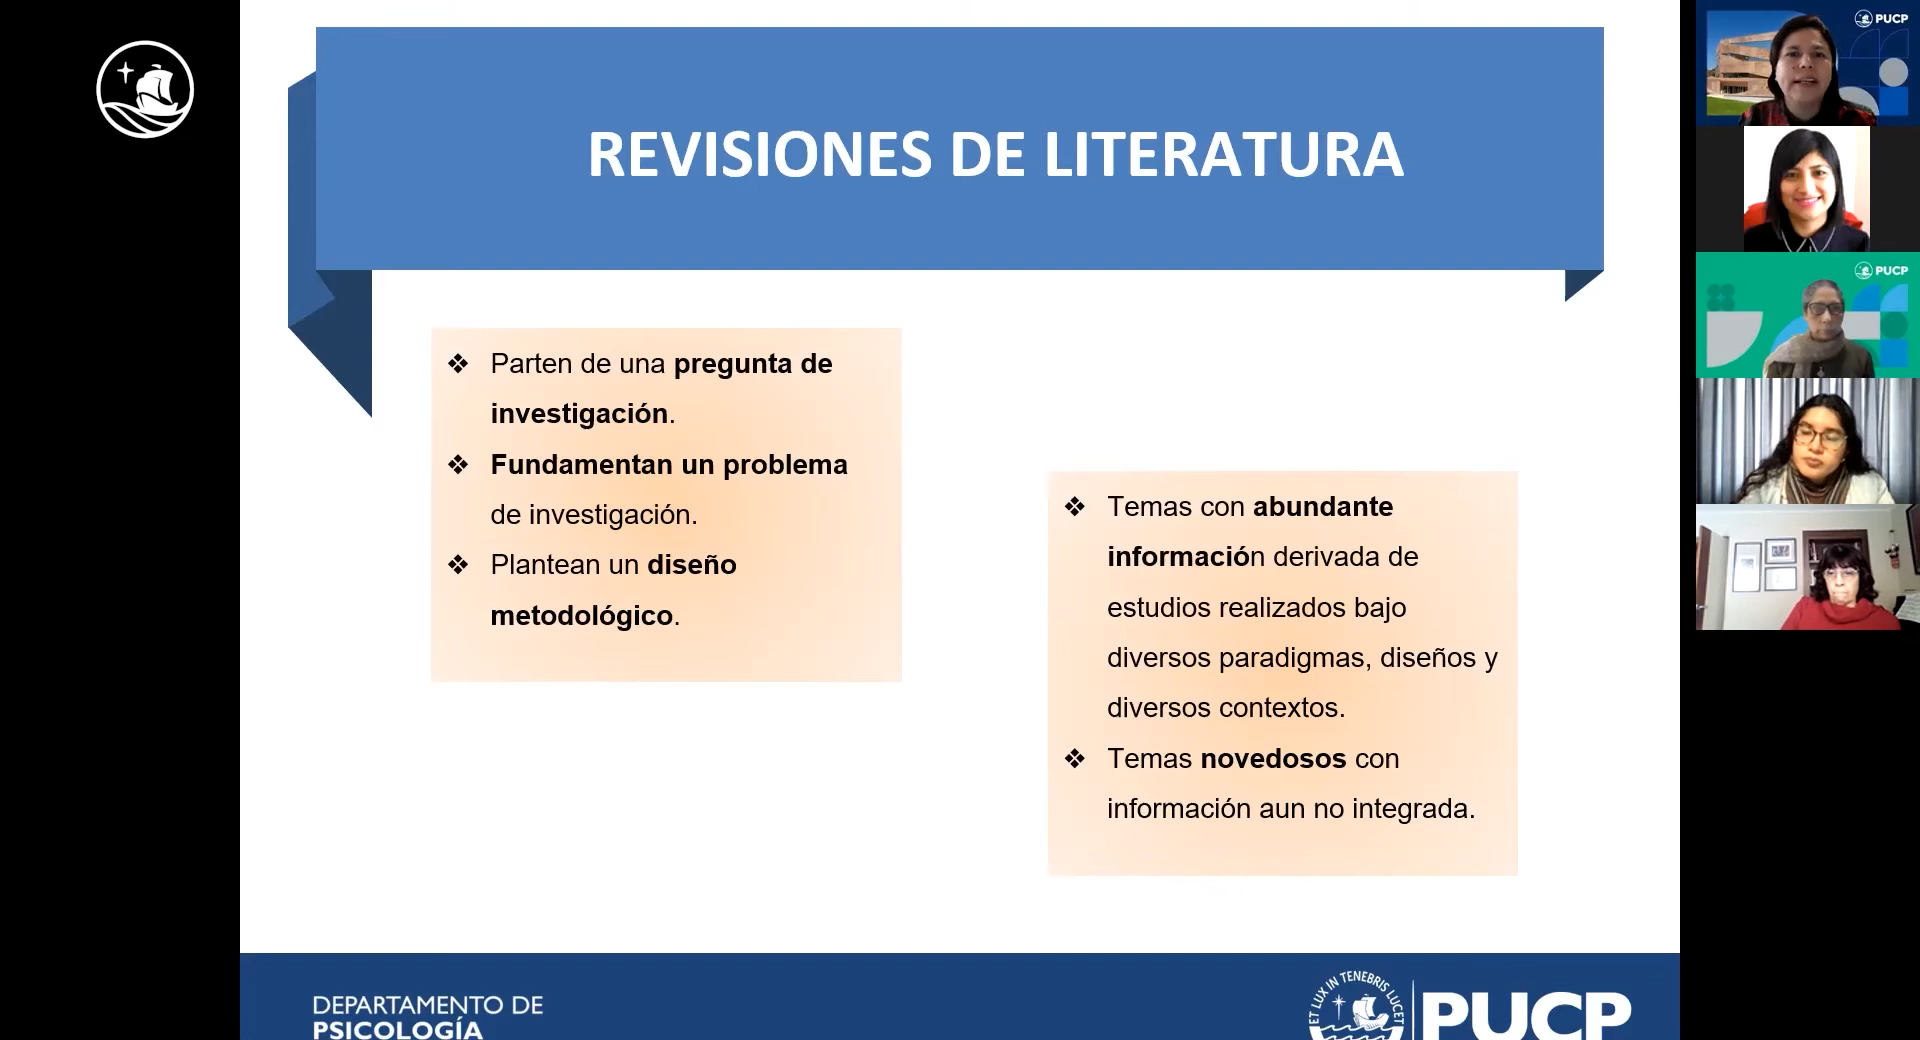 REVISIONES DE LITERATURA
❖ Parten de una pregunta de
investigación.
❖ Fundamentan un problema
de investigación.
❖ Plantean un diseño
metodológico.
❖ Temas con abundante
información derivada de
estudios realizados bajo
diversos paradigmas, diseños y
diversos contextos.
❖ Temas novedosos con
información aun no integrada.
DEPARTAMENTO DE
PSICOLOGÍA
ET LUX IN TENEBRIS LUCET
PUCP
PUCP
PUCP